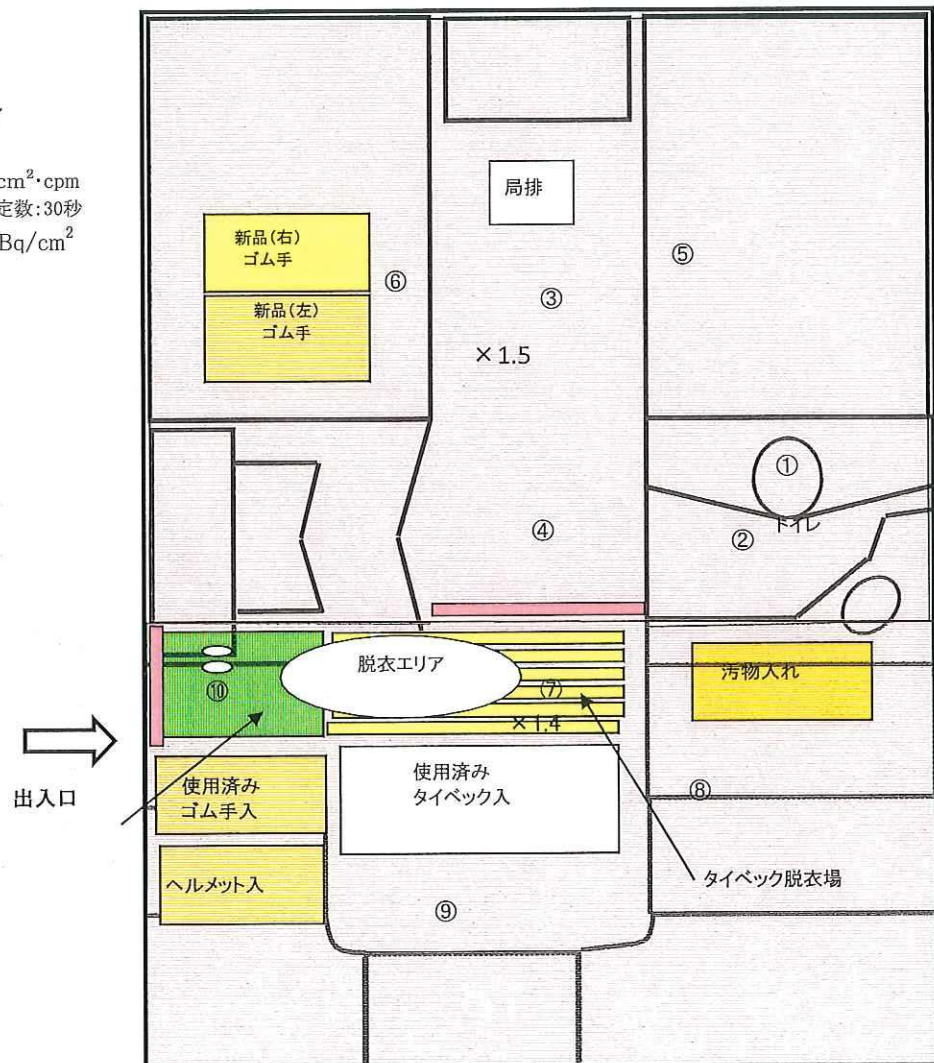 cm²・cpm
定数:30秒
Bq/cm²
局排
新品(右)
ゴム手
⑥
新品(左)
ゴム手
③
⑤
×1.5
①
トイレ
②
④
脱衣エリア
⑦
⑩
×1.4
汚物入れ
出入口
使用済み
ゴム手入
使用済み
タイベック入
⑧
ヘルメット入
タイベック脱衣場
⑨